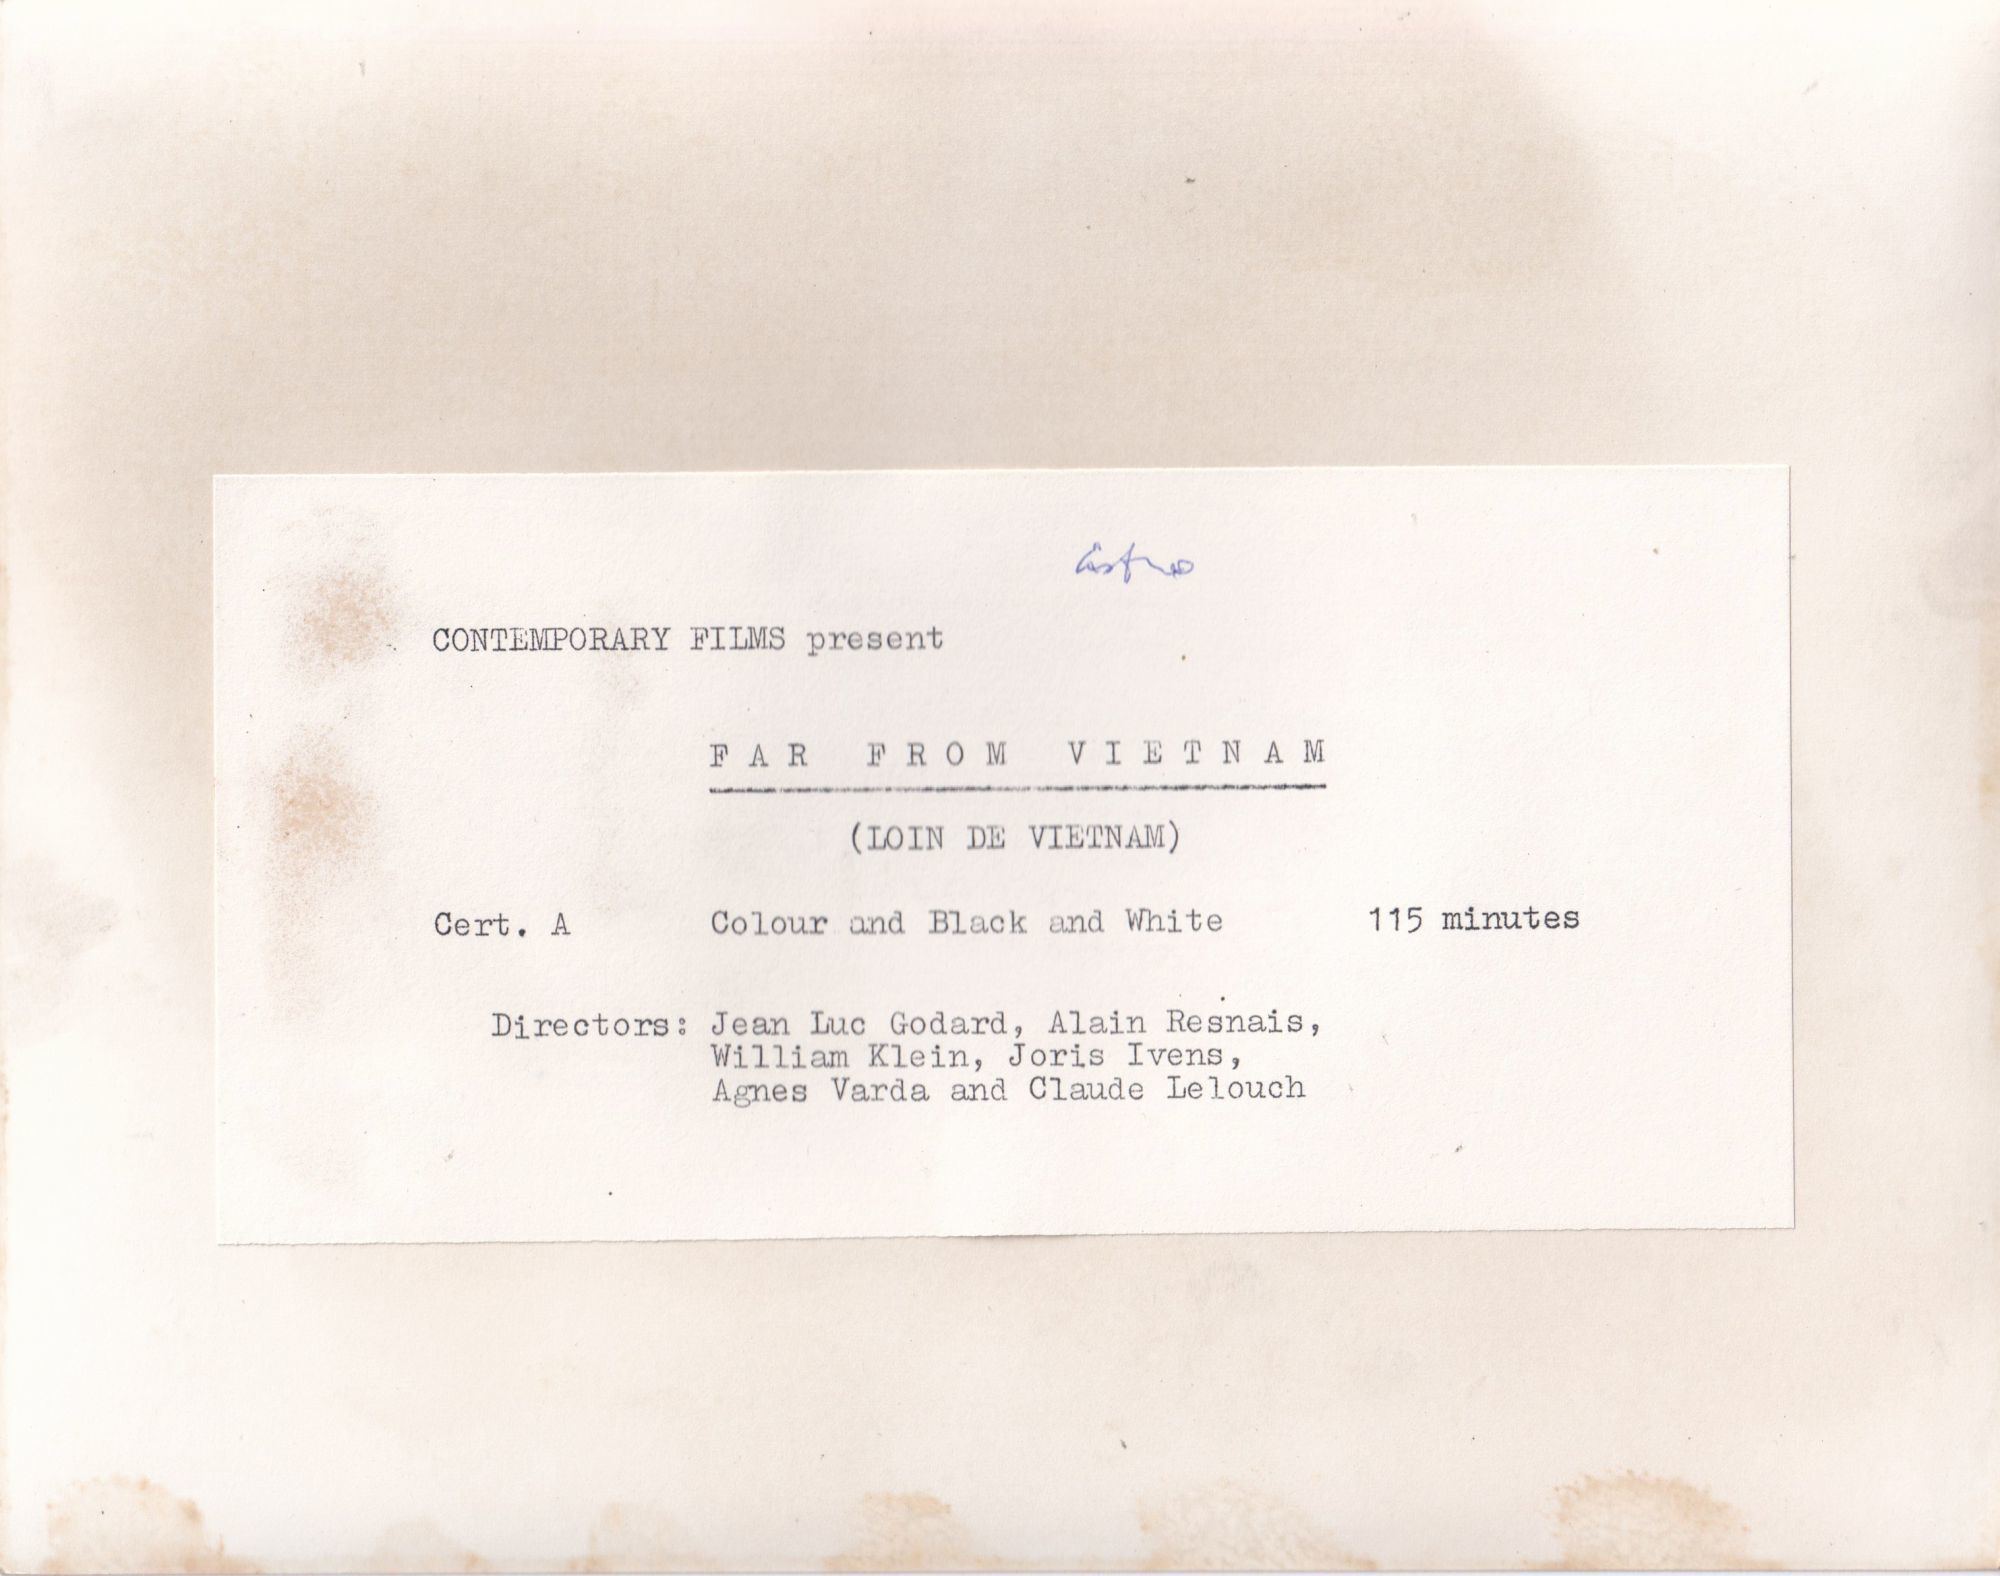 Castro
CONTEMPORARY FILMS present
F A R   F R O M   V I E T N A M
(LOIN DE VIETNAM)
Cert. A   Colour and Black and White   115 minutes
Directors: Jean Luc Godard, Alain Resnais,
William Klein, Joris Ivens,
Agnes Varda and Claude Lelouch